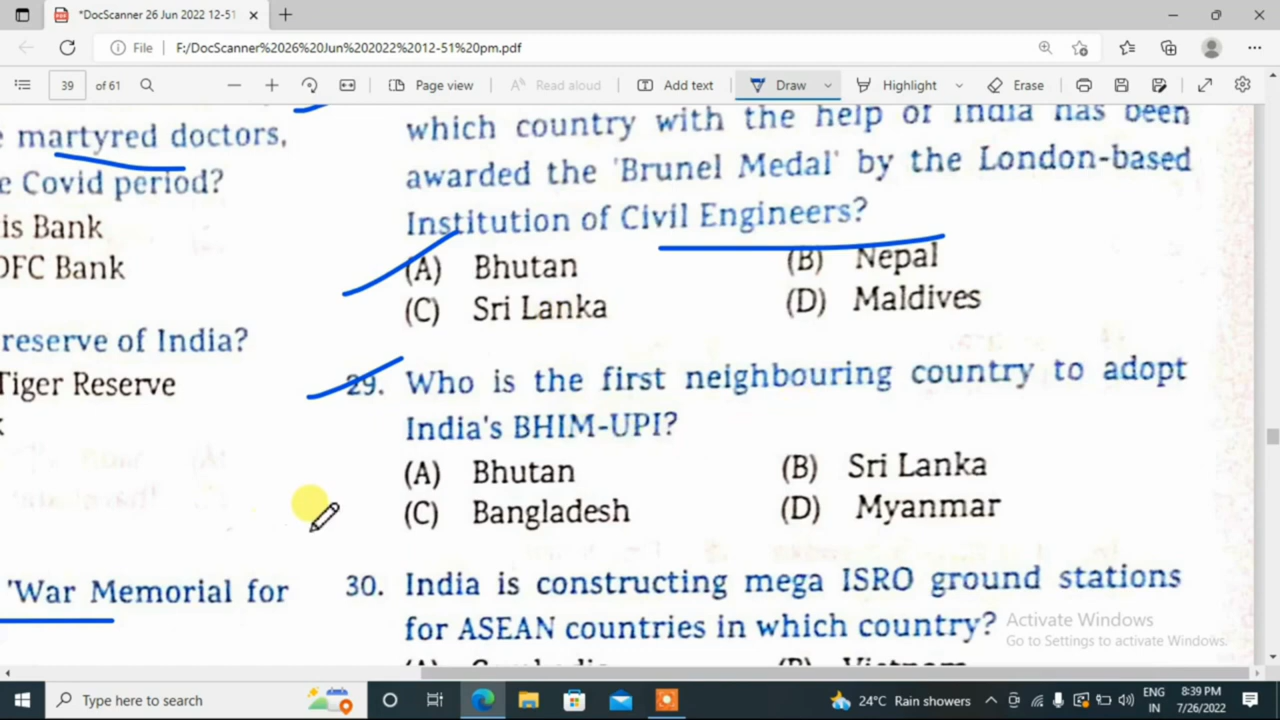 *DocScanner 26 Jun 2022 12-51
File F:/DocScanner%2026%20Jun%202022%2012-51%20pm.pdf
39 of 61 Page view Read aloud Add text Draw Highlight Erase
e martyred doctors,
e Covid period?
is Bank
DFC Bank
reserve of India?
Tiger Reserve
'War Memorial for
which country with the help of India has been
awarded the 'Brunel Medal' by the London-based
Institution of Civil Engineers?
(A) Bhutan (B) Nepal
(C) Sri Lanka (D) Maldives
29. Who is the first neighbouring country to adopt
India's BHIM-UPI?
(A) Bhutan (B) Sri Lanka
(C) Bangladesh (D) Myanmar
30. India is constructing mega ISRO ground stations
for ASEAN countries in which country?
(A) Cambodia (B) Vietnam
Activate Windows
Go to Settings to activate Windows.
Type here to search 24°C Rain showers ENG 8:39 PM
IN 7/26/2022